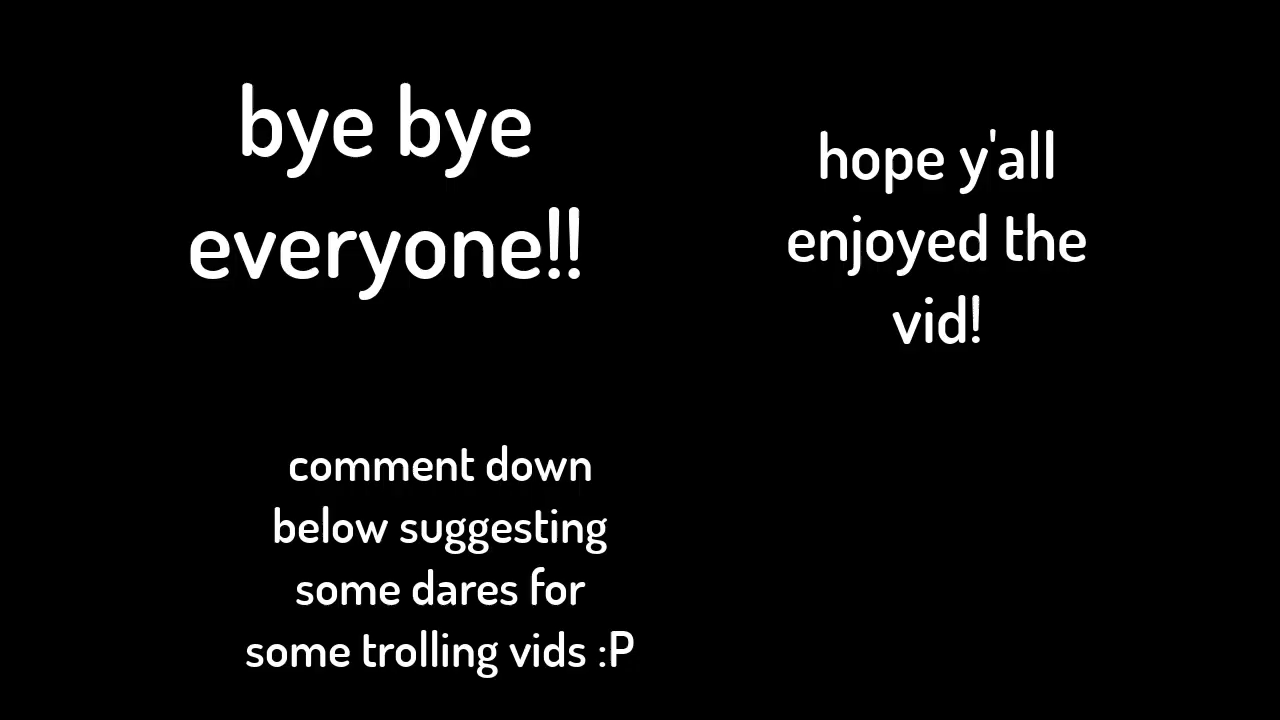 bye bye
everyone!!
hope y'all
enjoyed the
vid!
comment down
below suggesting
some dares for
some trolling vids :P